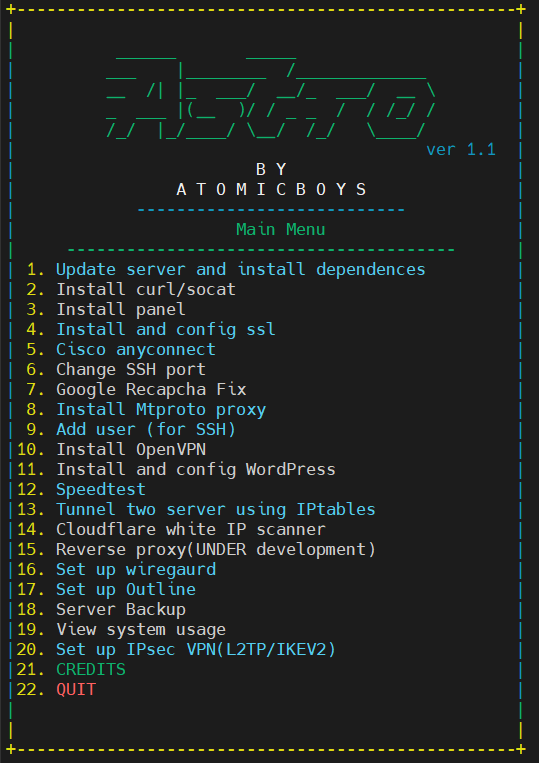 ASTRO
ver 1.1
B Y
A T O M I C B O Y S
Main Menu
1. Update server and install dependences
2. Install curl/socat
3. Install panel
4. Install and config ssl
5. Cisco anyconnect
6. Change SSH port
7. Google Recapcha Fix
8. Install Mtproto proxy
9. Add user (for SSH)
10. Install OpenVPN
11. Install and config WordPress
12. Speedtest
13. Tunnel two server using IPtables
14. Cloudflare white IP scanner
15. Reverse proxy(UNDER development)
16. Set up wiregaurd
17. Set up Outline
18. Server Backup
19. View system usage
20. Set up IPsec VPN(L2TP/IKEV2)
21. CREDITS
22. QUIT